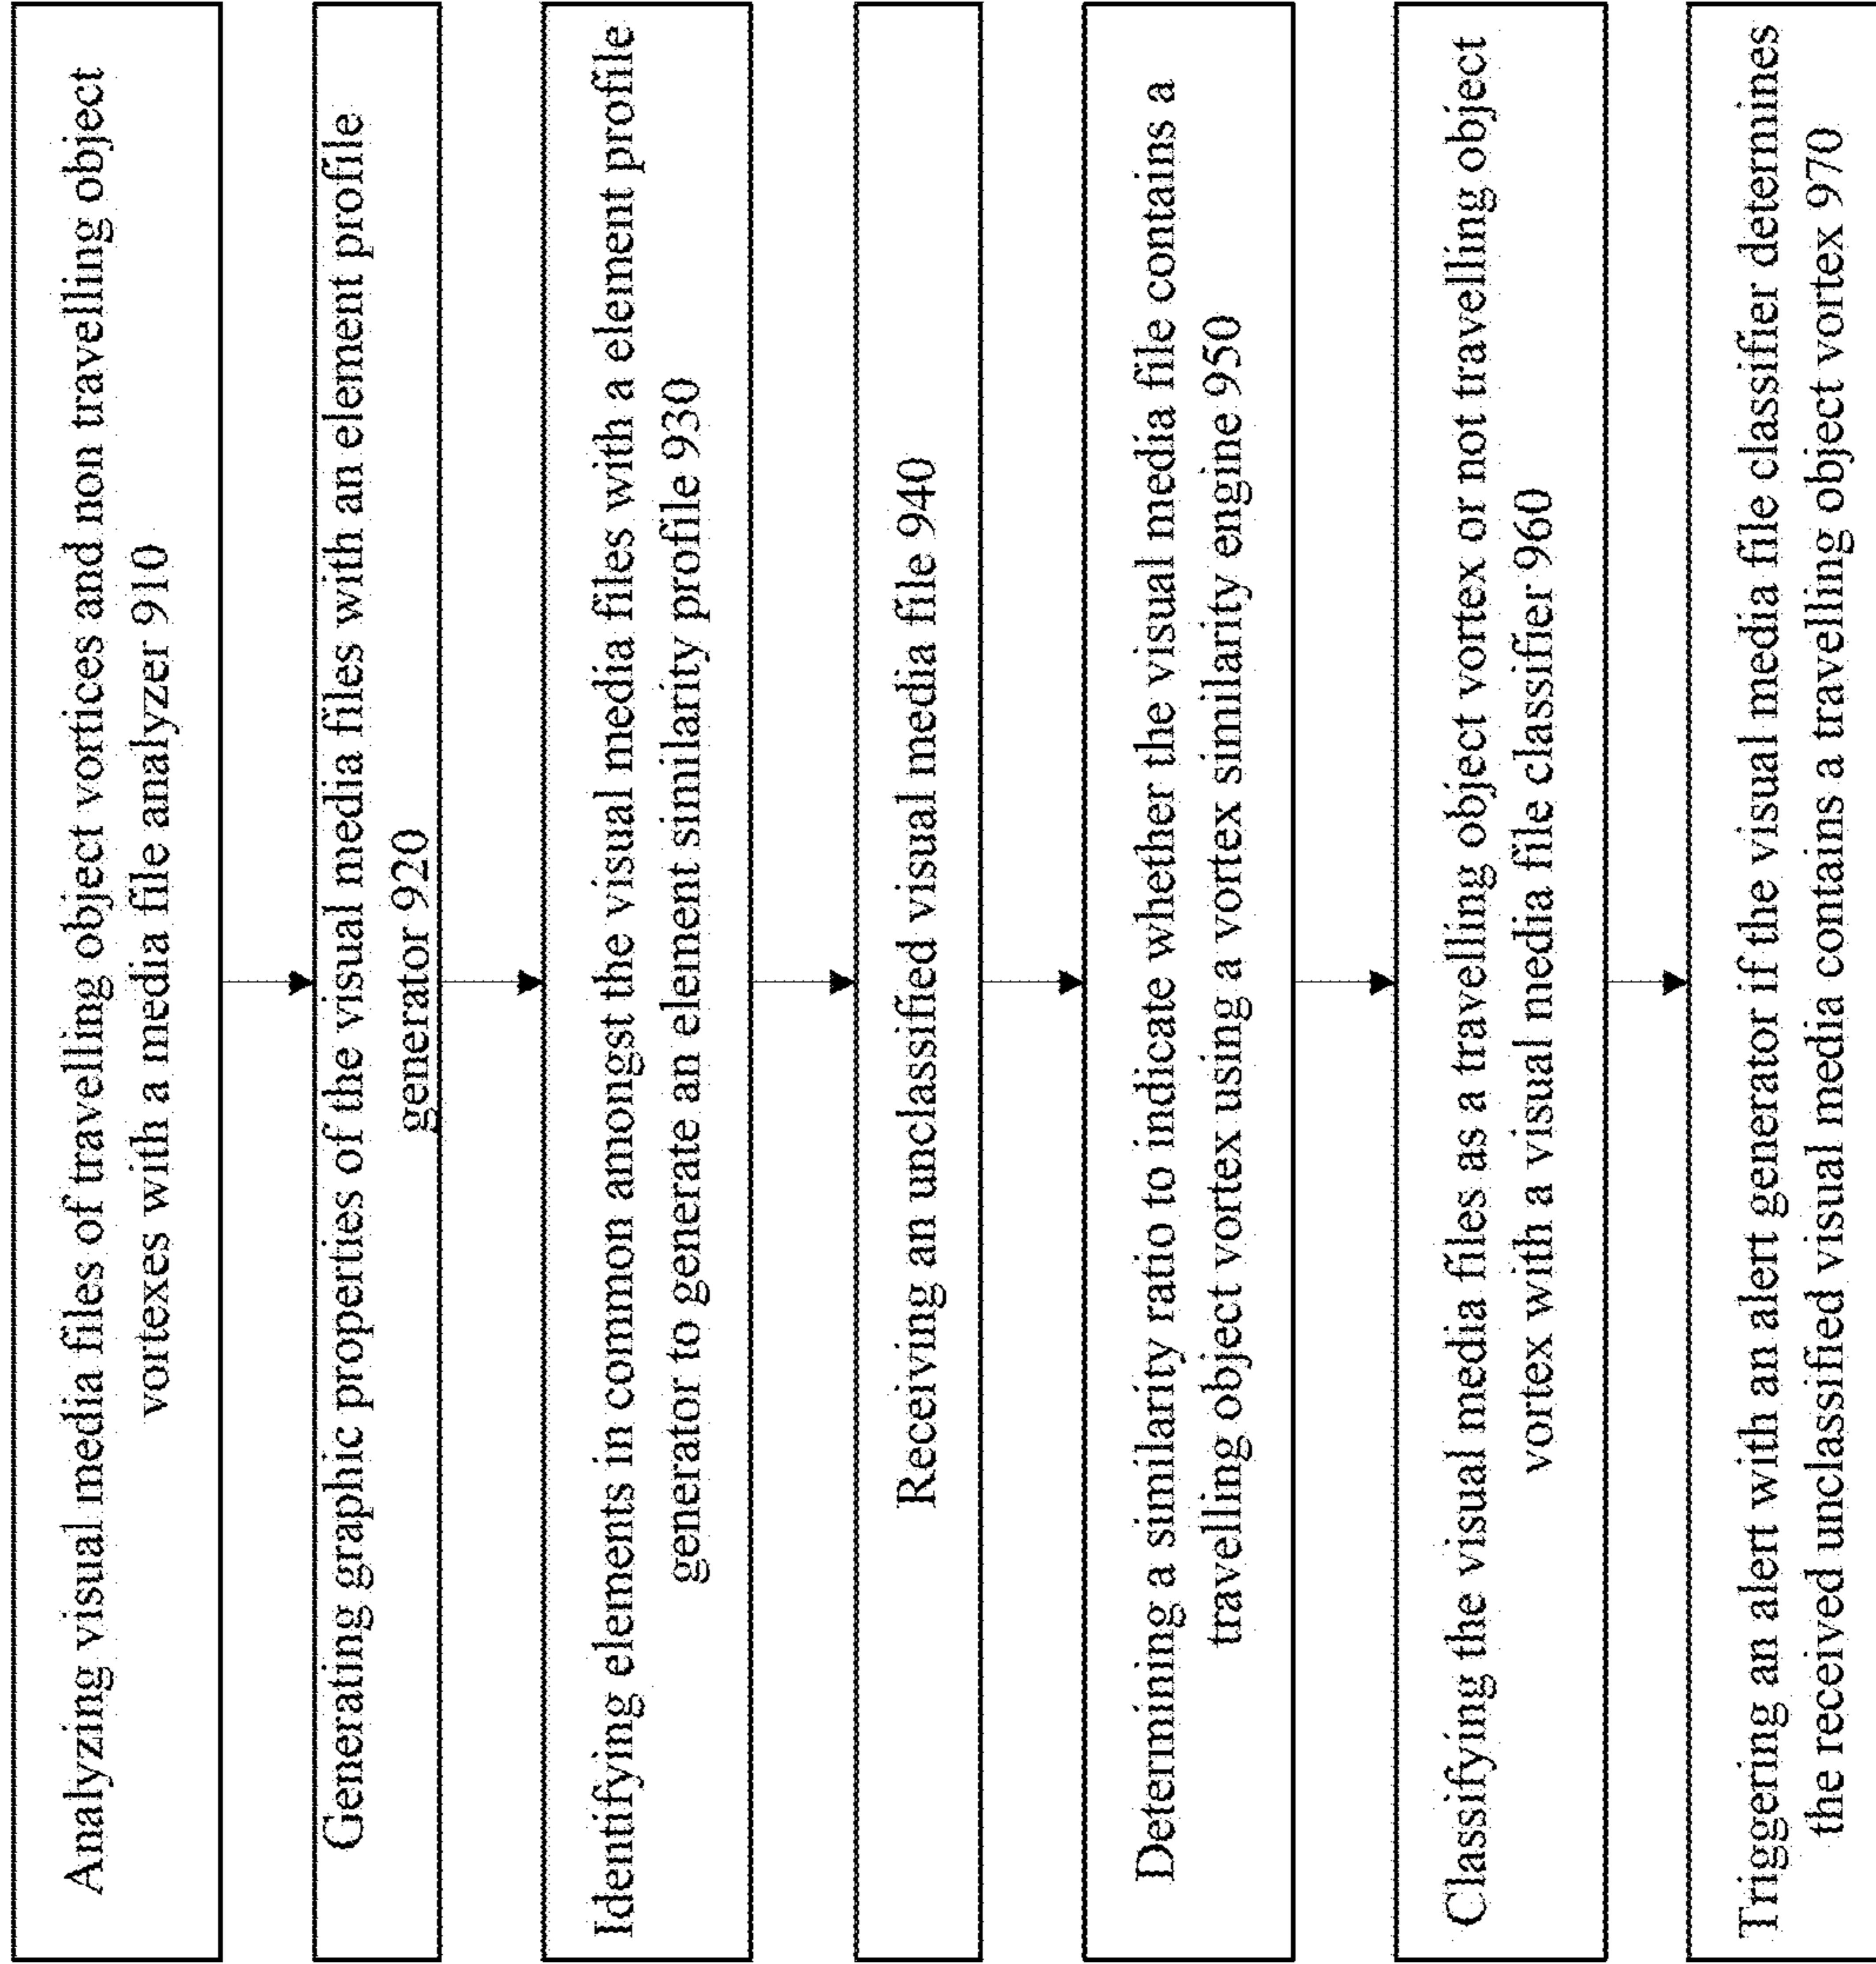 Analyzing visual media files of travelling object vortices and non travelling object
vortexes with a media file analyzer 910
Generating graphic properties of the visual media files with an element profile
generator 920
Identifying elements in common amongst the visual media files with a element profile
generator to generate an element similarity profile 930
Receiving an unclassified visual media file 940
Determining a similarity ratio to indicate whether the visual media file contains a
travelling object vortex using a vortex similarity engine 950
Classifying the visual media files as a travelling object vortex or not travelling object
vortex with a visual media file classifier 960
Triggering an alert with an alert generator if the visual media file classifier determines
the received unclassified visual media contains a travelling object vortex 970